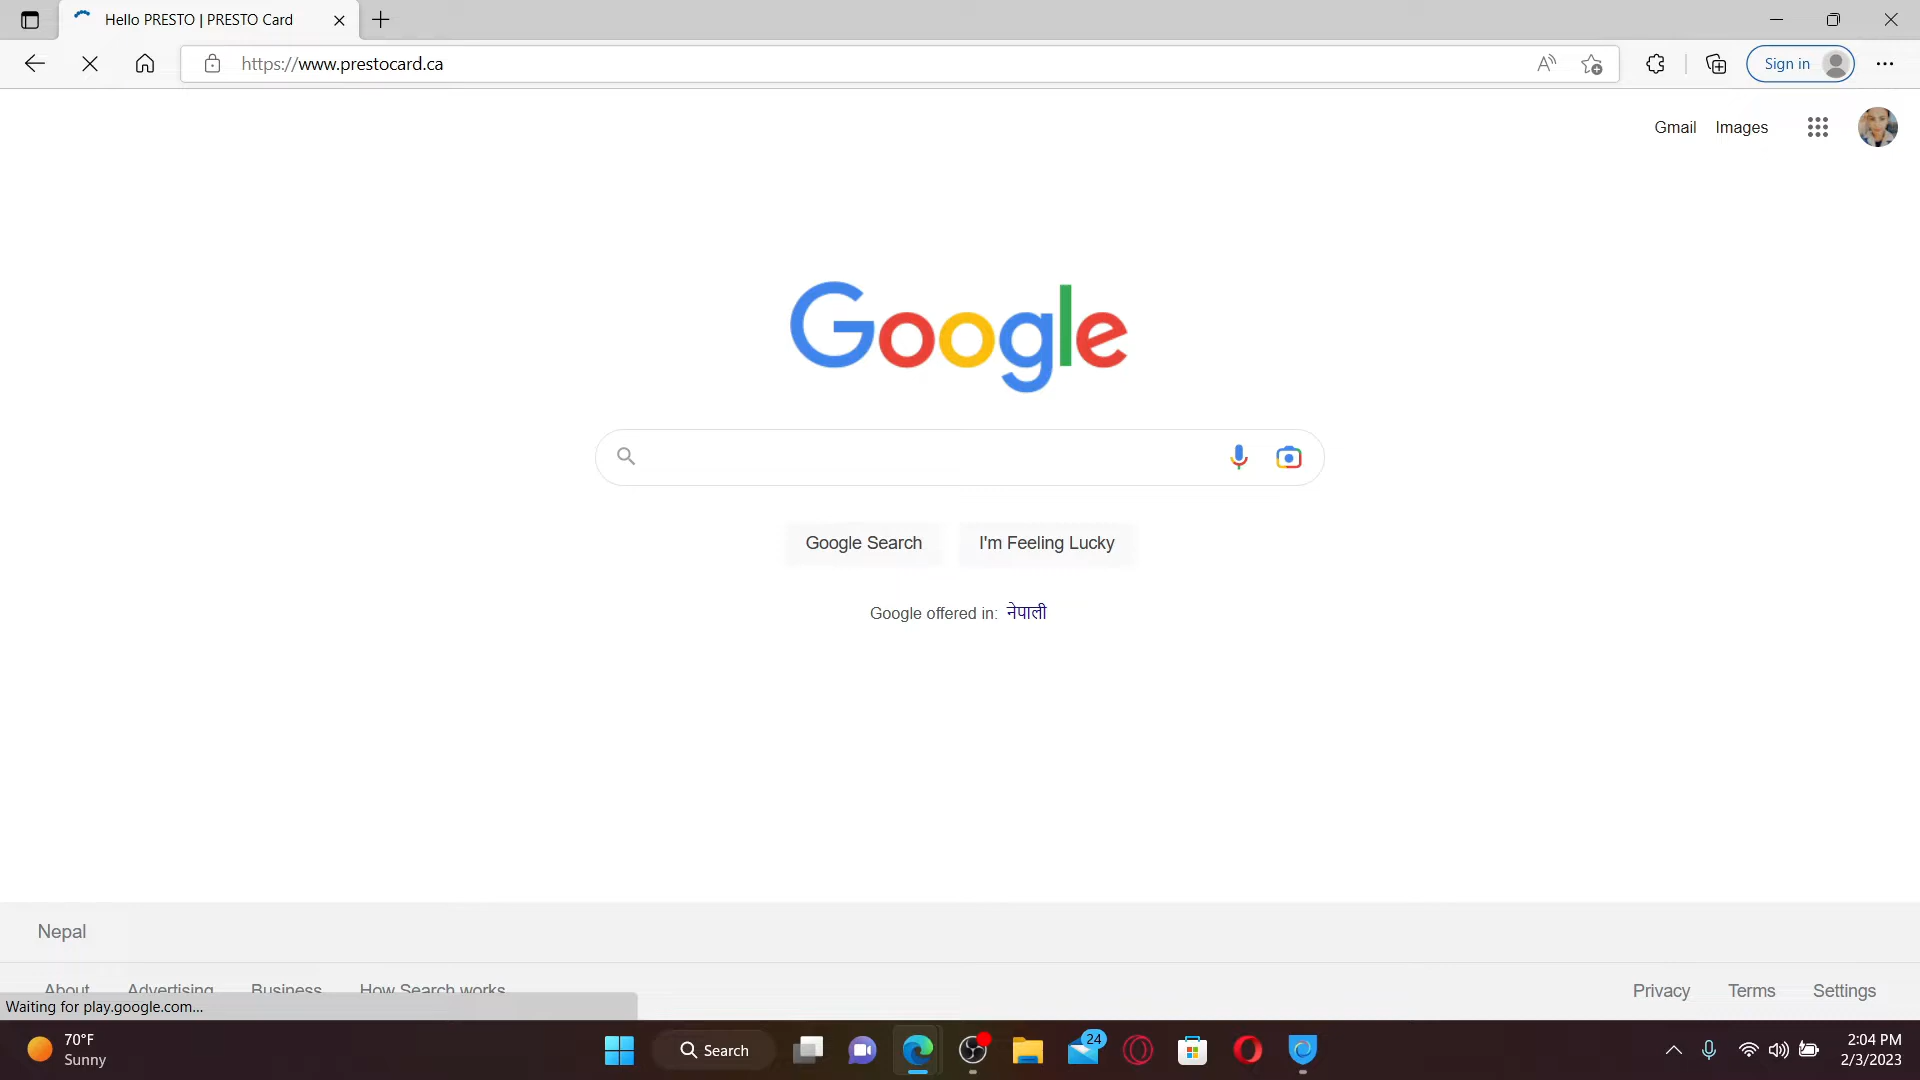 Hello PRESTO | PRESTO Card
https://www.prestocard.ca
Sign in
Gmail Images
Google
Google Search I'm Feeling Lucky
Google offered in: नेपाली
Nepal
About Advertising Business How Search works
Privacy Terms Settings
Waiting for play.google.com...
70°F
Sunny
Search
24
2:04 PM
2/3/2023